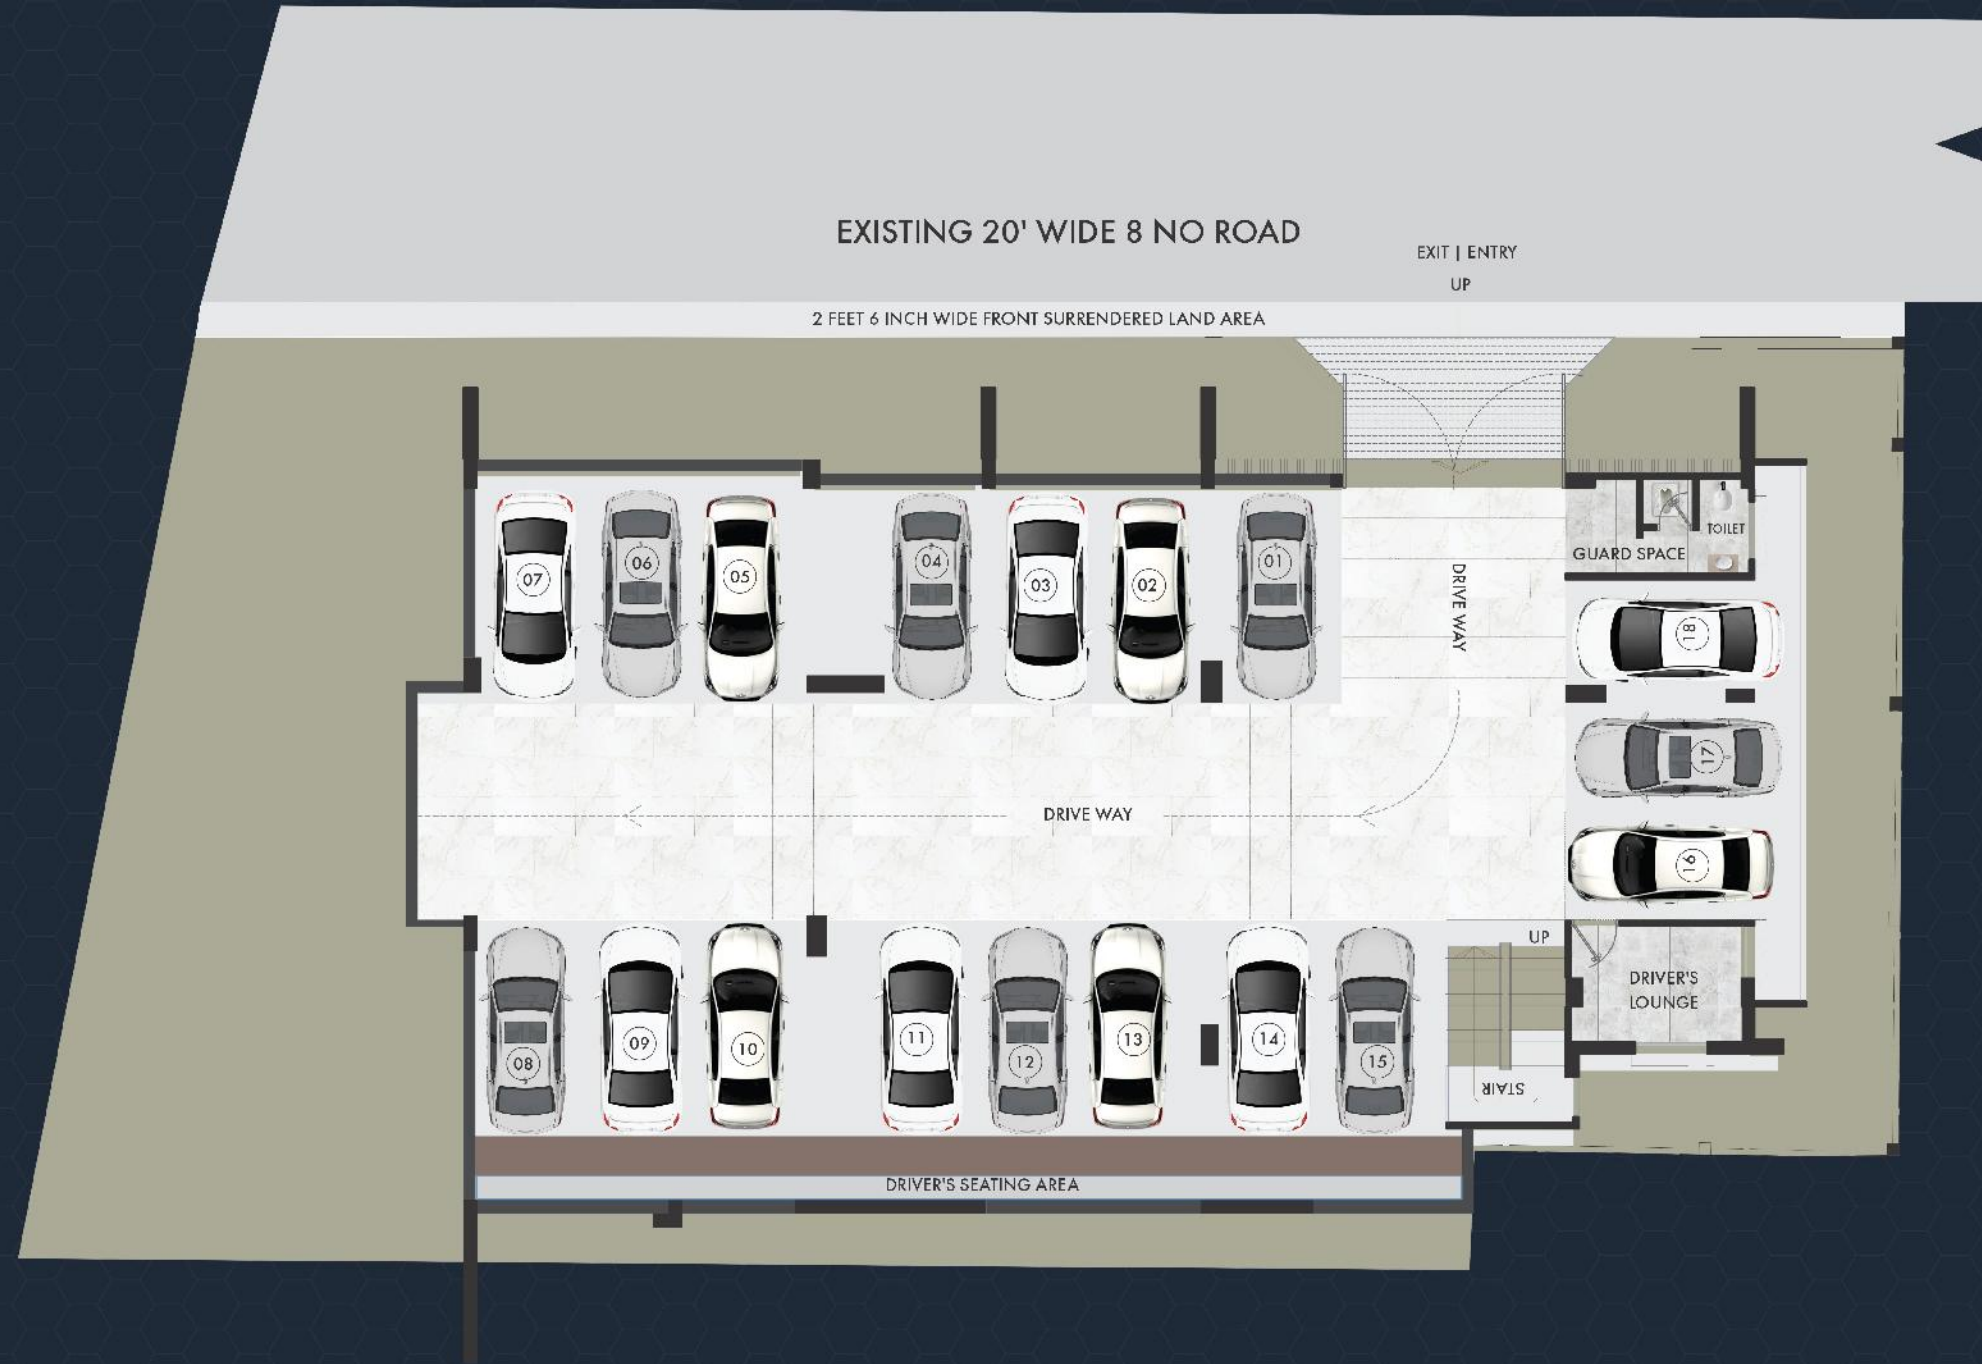 EXISTING 20' WIDE 8 NO ROAD
EXIT | ENTRY
UP
2 FEET 6 INCH WIDE FRONT SURRENDERED LAND AREA
07
06
05
04
03
02
01
DRIVE WAY
TOILET
GUARD SPACE
18
17
16
DRIVE WAY
UP
DRIVER'S
LOUNGE
08
09
10
11
12
13
14
15
STAIR
DRIVER'S SEATING AREA